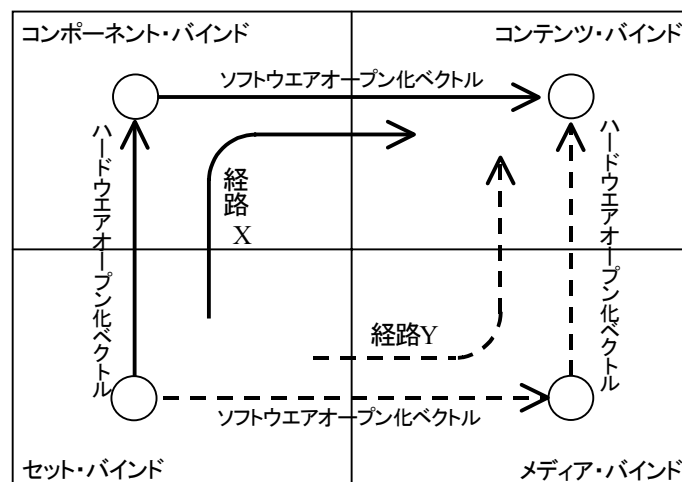 コンポーネント・バインド
コンテンツ・バインド
ソフトウエアオープン化ベクトル
ハードウエアオープン化ベクトル
経路
X
ハードウエアオープン化ベクトル
経路Y
ソフトウエアオープン化ベクトル
セット・バインド
メディア・バインド